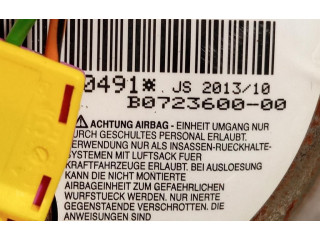 0491* JS 2013/10
B0723600-00
⚠ ACHTUNG AIRBAG - EINHEIT UMGANG NUR
DURCH GESCHULTES PERSONAL ERLAUBT.
VERWENDUNG NUR ALS INSASSEN-RUECKHALTE-
SYSTEMEN MIT LUFTSACK FUER
KRAFTFAHRZEUGE ERLAUBT. BEI AUSLOESUNG
KANN DIE NICHT MONTIERTE
AIRBAGEINHEIT ZUM GEFAEHRLICHEN
WURFSTUECK WERDEN. NUR INERTE
GEGENSTAENDE VERSCHROTTEN. DIE
ANWEISUNGEN SIND